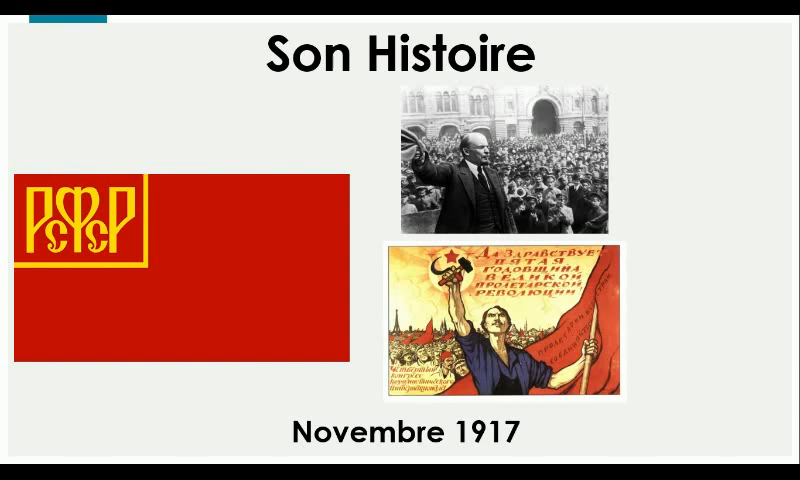 Son Histoire
РСФСР
ДА ЗДРАВСТВУЕТ
ПЯТАЯ
ГОДОВЩИНА
ВЕЛИКОЙ
ПРОЛЕТАРСКОЙ
РЕВОЛЮЦИИ
Novembre 1917